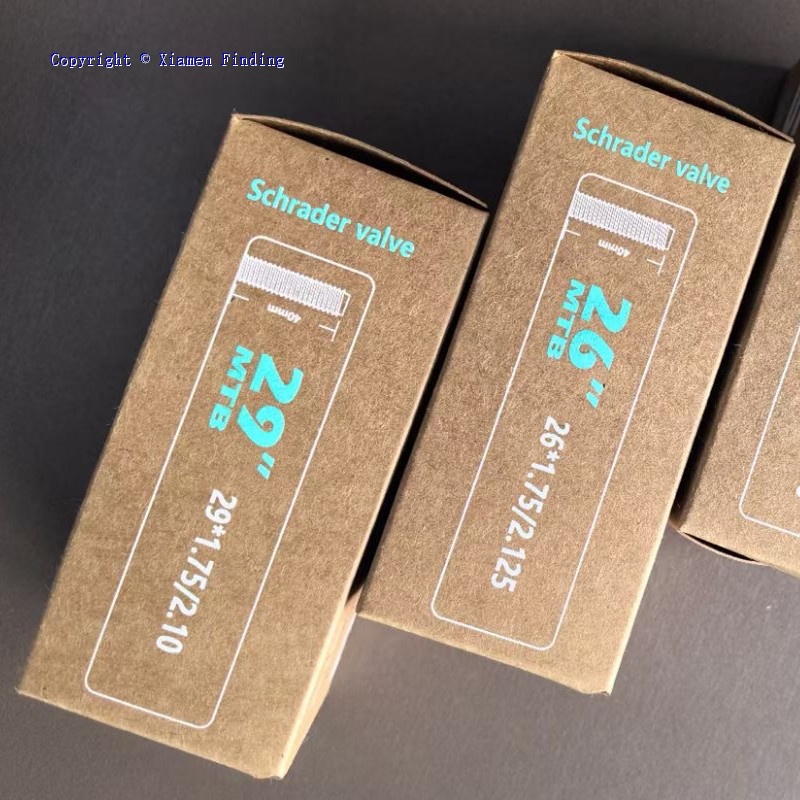 Copyright © Xiamen Finding
Schrader valve
40mm
29"
MTB
29*1.75/2.10
Schrader valve
40mm
26"
MTB
26*1.75/2.125